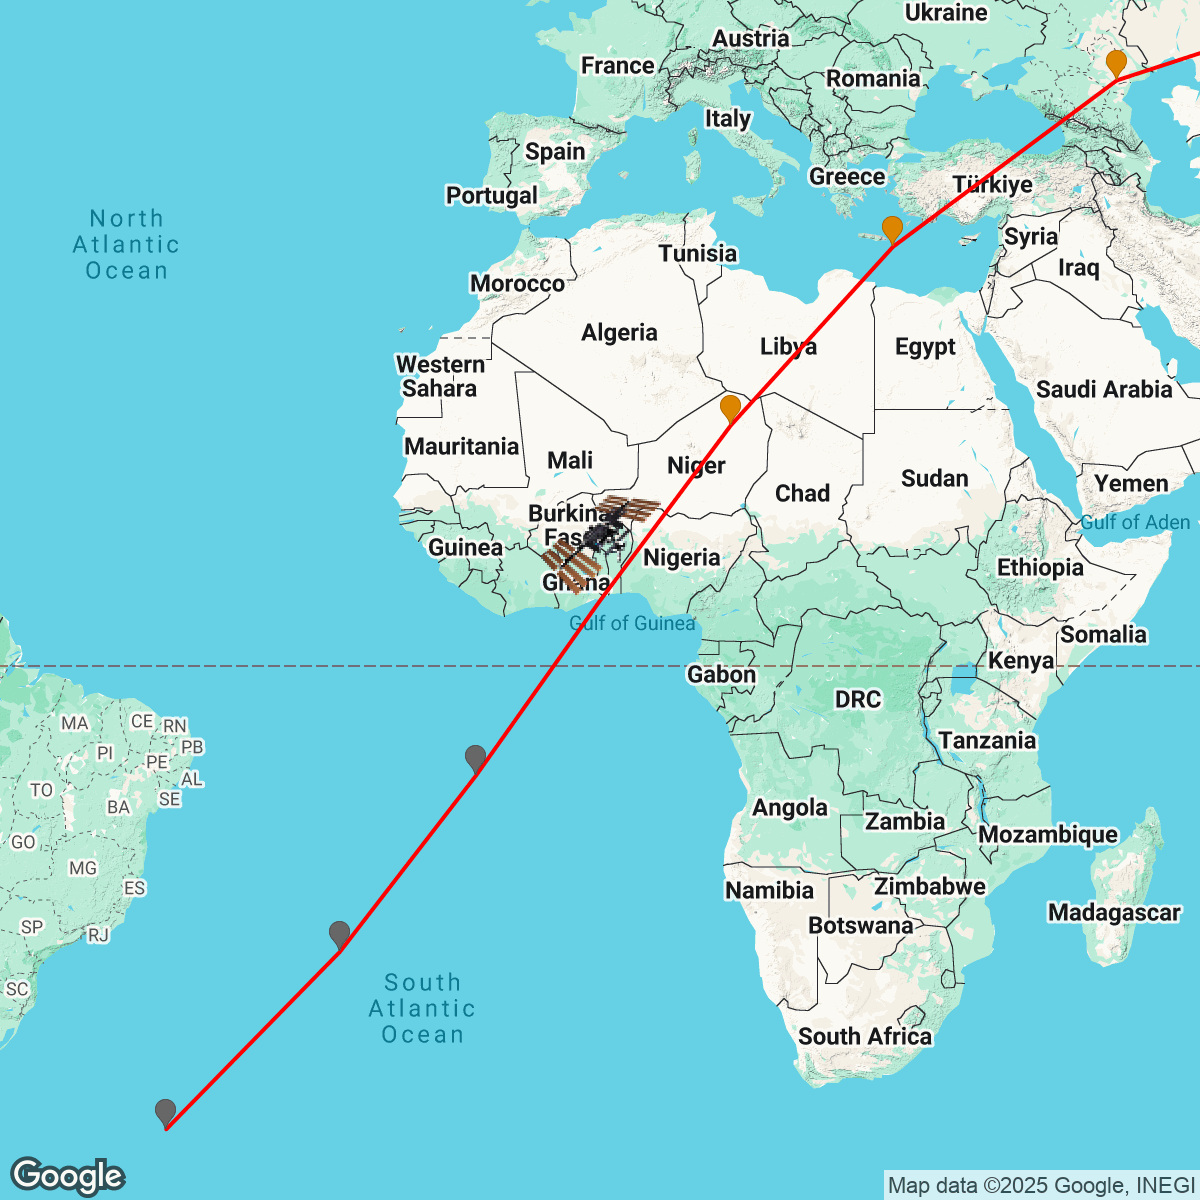 Ukraine
Austria
France
Romania
Italy
Spain
Greece
Türkiye
Portugal
North
Atlantic
Ocean
Syria
Tunisia
Iraq
Morocco
Algeria
Libya
Egypt
Western
Sahara
Saudi Arabia
Mauritania
Mali
Niger
Sudan
Yemen
Chad
Burkina
Faso
Gulf of Aden
Guinea
Nigeria
Ethiopia
Ghana
Gulf of Guinea
Somalia
Kenya
Gabon
DRC
MA
CE
RN
PB
PI
PE
Tanzania
TO
AL
SE
BA
Angola
Zambia
Mozambique
GO
MG
ES
Namibia
Zimbabwe
Madagascar
Botswana
SP
RJ
SC
South
Atlantic
Ocean
South Africa
Google
Map data ©2025 Google, INEGI